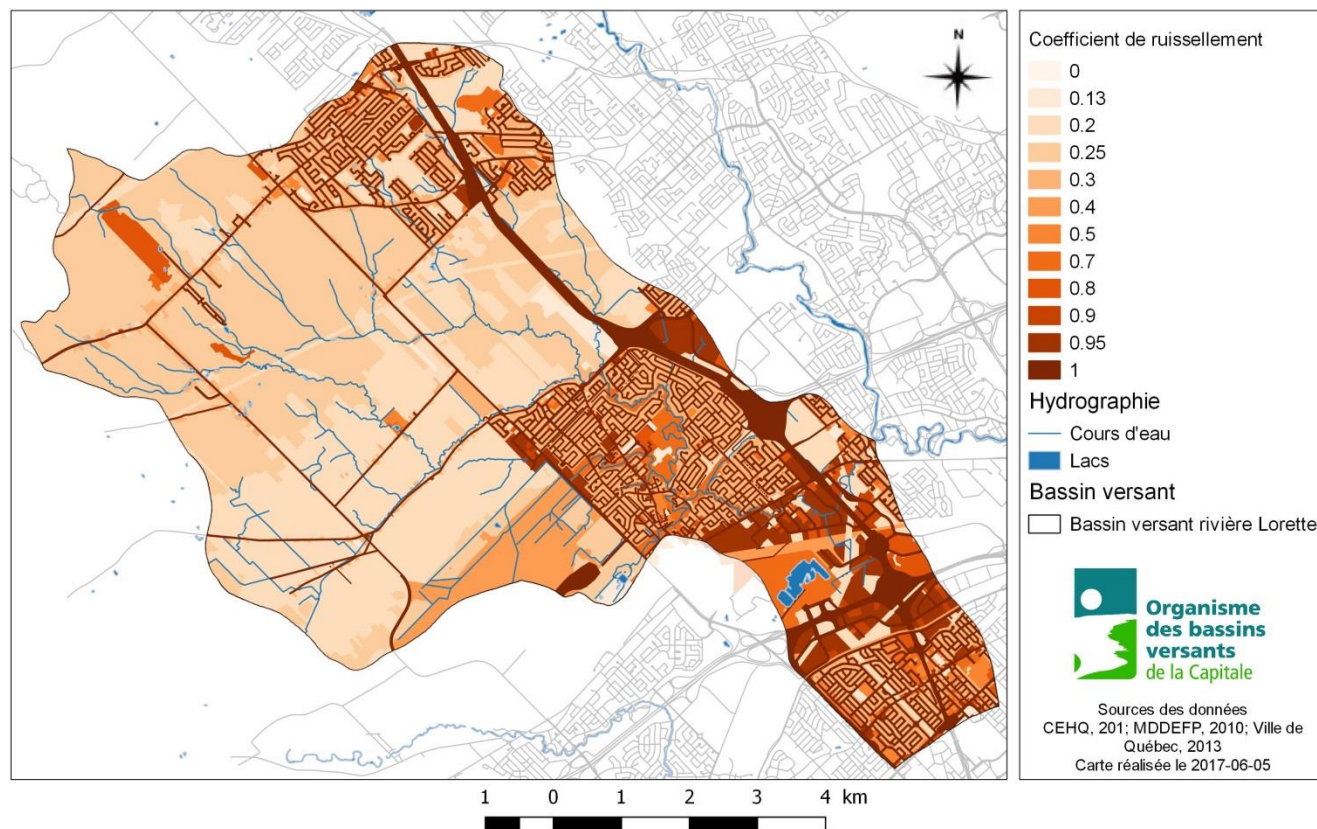 N
Coefficient de ruissellement
0
0.13
0.2
0.25
0.3
0.4
0.5
0.7
0.8
0.9
0.95
1
Hydrographie
Cours d'eau
Lacs
Bassin versant
Bassin versant rivière Lorette
Organisme
des bassins
versants
de la Capitale
Sources des données
CEHQ, 201; MDDEFP, 2010; Ville de
Québec, 2013
Carte réalisée le 2017-06-05
1 0 1 2 3 4 km